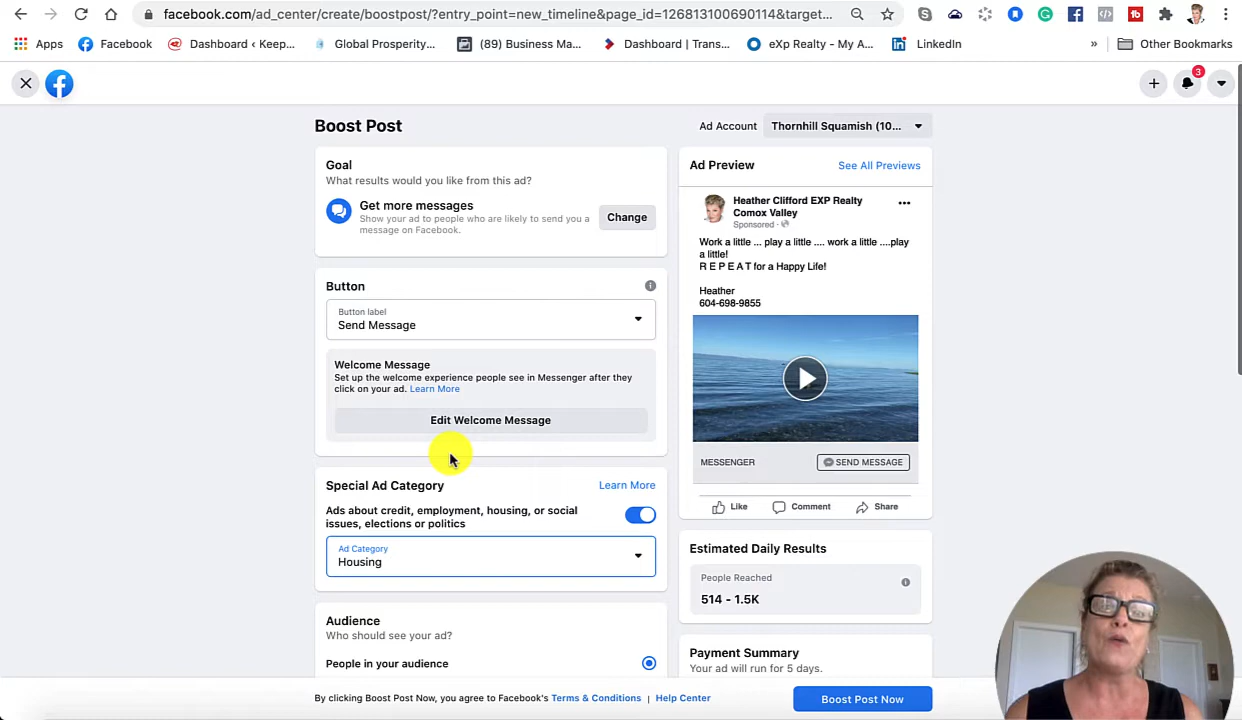 facebook.com/ad_center/create/boostpost/?entry_point=new_timeline&page_id=126813100690114&target...
Apps
Facebook
Dashboard ‹ Keep...
Global Prosperity...
(89) Business Ma...
Dashboard | Trans...
eXp Realty - My A...
LinkedIn
»
Other Bookmarks
3
Boost Post
Ad Account
Thornhill Squamish (10...
Goal
What results would you like from this ad?
Get more messages
Show your ad to people who are likely to send you a
message on Facebook.
Change
Button
Button label
Send Message
Welcome Message
Set up the welcome experience people see in Messenger after they
click on your ad. Learn More
Edit Welcome Message
Special Ad Category
Learn More
Ads about credit, employment, housing, or social
issues, elections or politics
Ad Category
Housing
Audience
Who should see your ad?
People in your audience
Ad Preview
See All Previews
Heather Clifford EXP Realty
Comox Valley
Sponsored ·
Work a little ... play a little .... work a little ....play
a little!
R E P E A T for a Happy Life!
Heather
604-698-9855
MESSENGER
SEND MESSAGE
Like
Comment
Share
Estimated Daily Results
People Reached
514 - 1.5K
Payment Summary
Your ad will run for 5 days.
By clicking Boost Post Now, you agree to Facebook's Terms & Conditions | Help Center
Boost Post Now